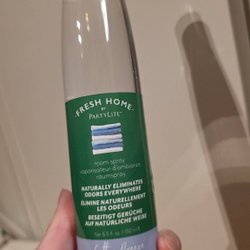 FRESH HOME
BY
PARTYLITE
room spray
vaporisateur d'ambiance
raumspray
NATURALLY ELIMINATES
ODORS EVERYWHERE
ÉLIMINE NATURELLEMENT
LES ODEURS
BESEITIGT GERÜCHE
AUF NATÜRLICHE WEISE